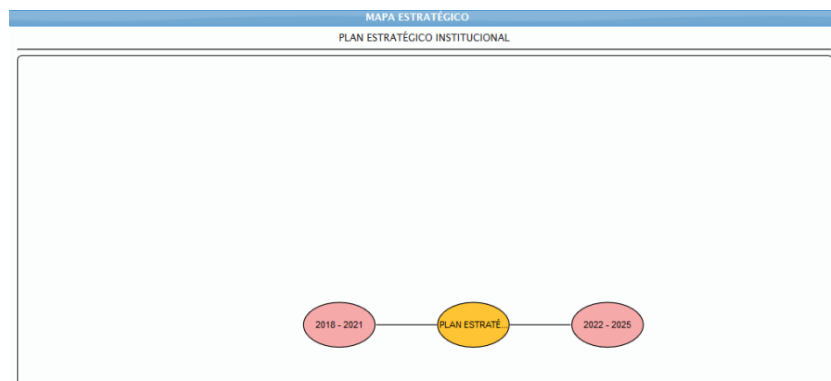 MAPA ESTRATÉGICO
PLAN ESTRATÉGICO INSTITUCIONAL
2018 - 2021
PLAN ESTRATÉ...
2022 - 2025